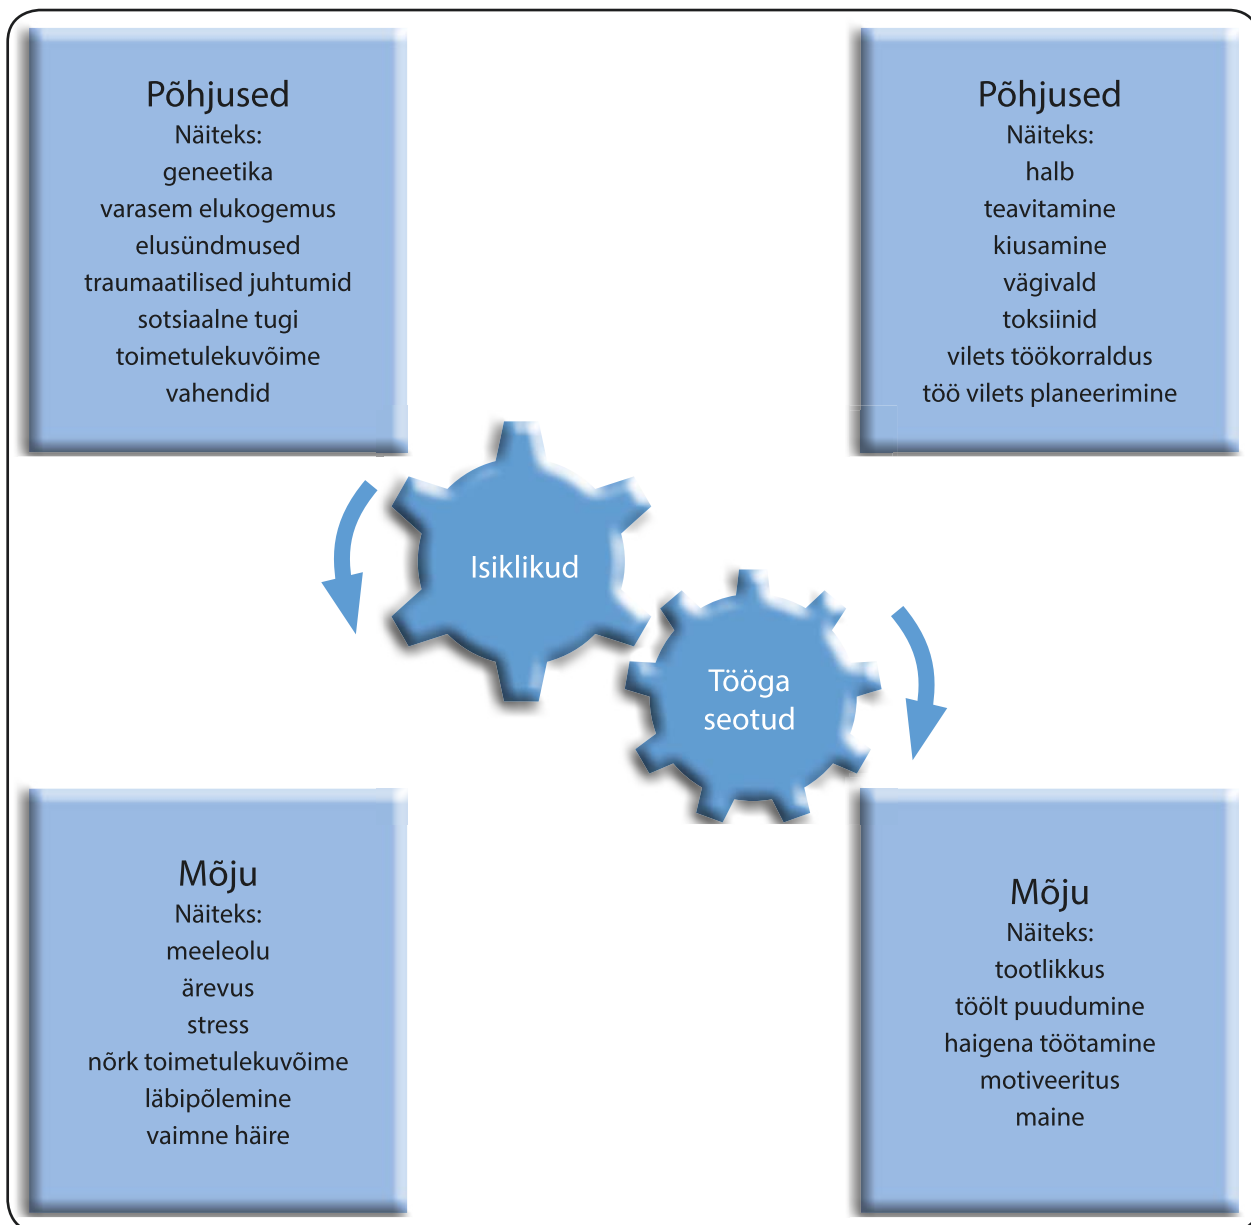 Põhjused
Näiteks:
geneetika
varasem elukogemus
elusündmused
traumaatilised juhtumid
sotsiaalne tugi
toimetulekuvõime
vahendid
Põhjused
Näiteks:
halb
teavitamine
kiusamine
vägivald
toksiinid
vilets töökorraldus
töö vilets planeerimine
Isiklikud
Tööga
seotud
Mõju
Näiteks:
meeleolu
ärevus
stress
nõrk toimetulekuvõime
läbipõlemine
vaimne häire
Mõju
Näiteks:
tootlikkus
töölt puudumine
haigena töötamine
motiveeritus
maine